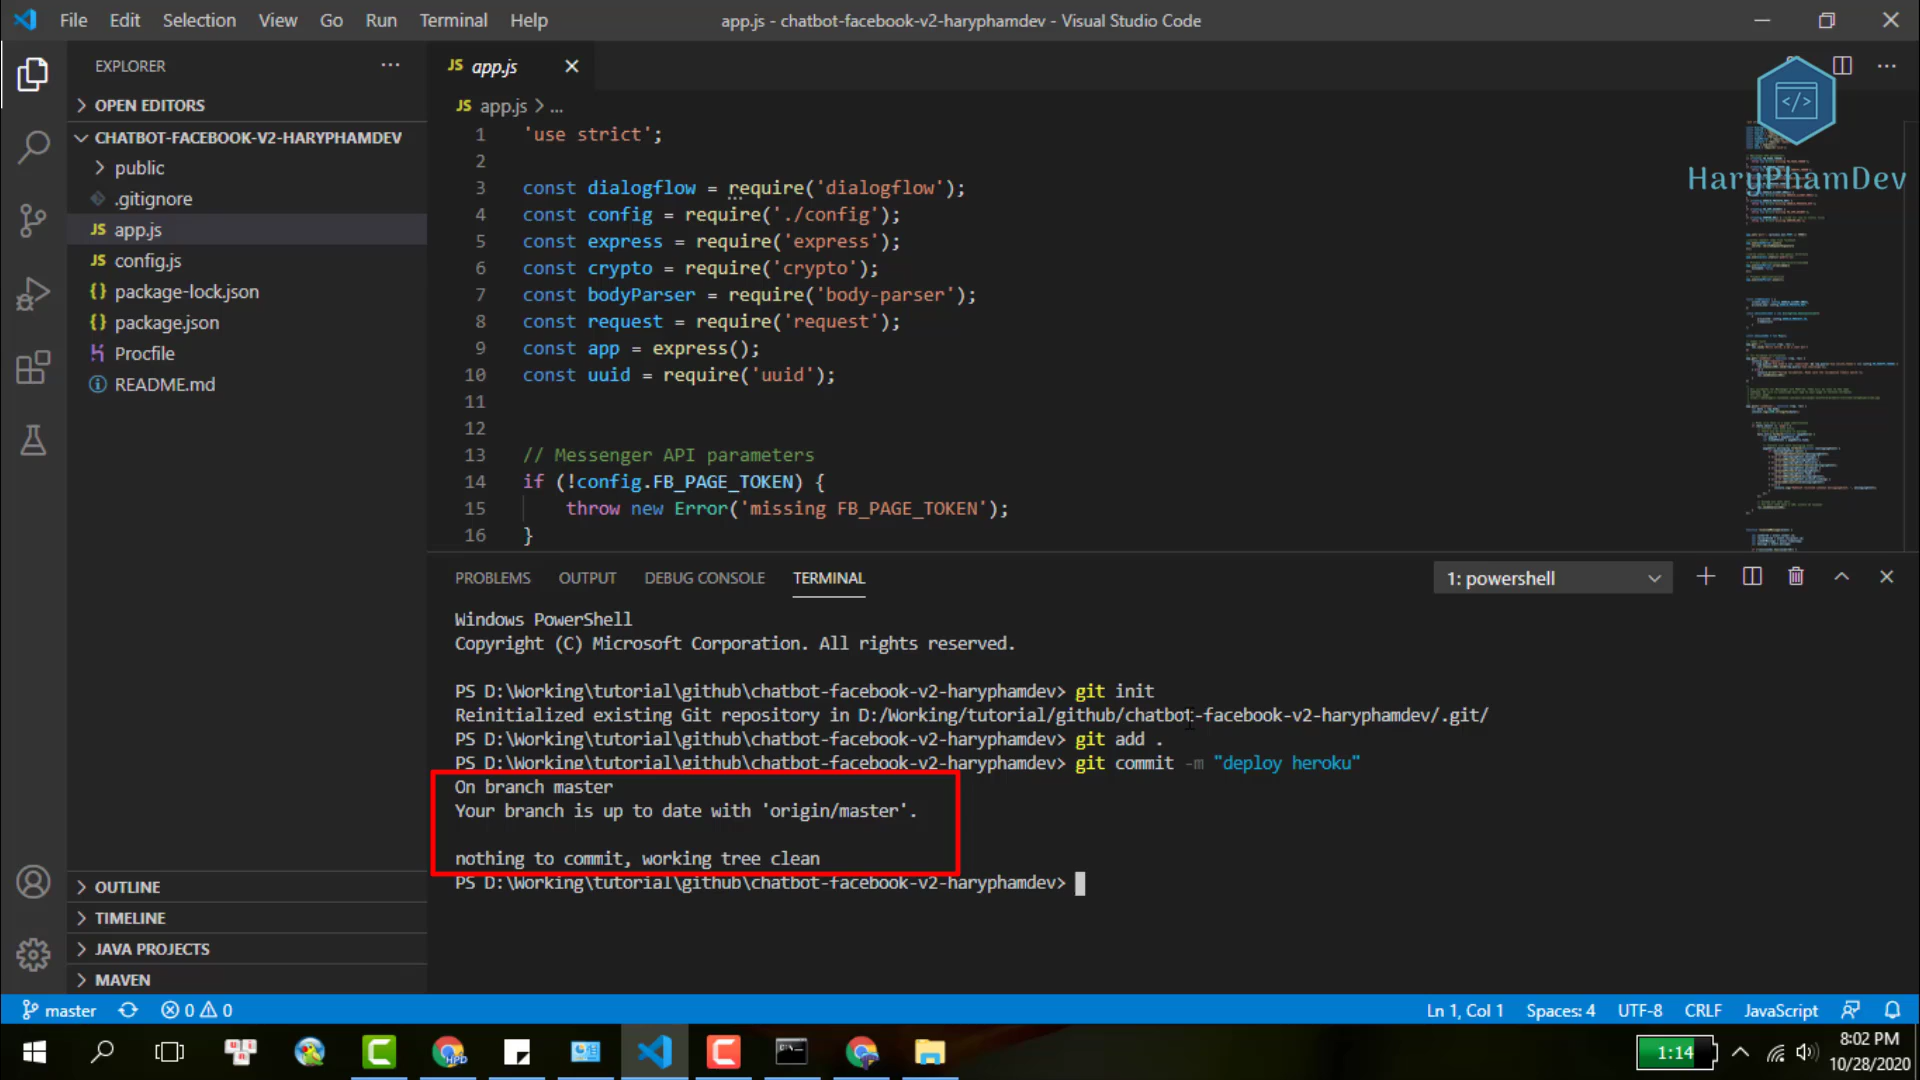 File Edit Selection View Go Run Terminal Help
app.js - chatbot-facebook-v2-haryphamdev - Visual Studio Code
EXPLORER
OPEN EDITORS
CHATBOT-FACEBOOK-V2-HARYPHAMDEV
public
.gitignore
JS app.js
JS config.js
{} package-lock.json
{} package.json
Procfile
README.md
OUTLINE
TIMELINE
JAVA PROJECTS
MAVEN
JS app.js
JS app.js > ...
HaryPhamDev
1 'use strict';
2
3 const dialogflow = require('dialogflow');
4 const config = require('./config');
5 const express = require('express');
6 const crypto = require('crypto');
7 const bodyParser = require('body-parser');
8 const request = require('request');
9 const app = express();
10 const uuid = require('uuid');
11
12
13 // Messenger API parameters
14 if (!config.FB_PAGE_TOKEN) {
15 throw new Error('missing FB_PAGE_TOKEN');
16 }
PROBLEMS OUTPUT DEBUG CONSOLE TERMINAL
1: powershell
Windows PowerShell
Copyright (C) Microsoft Corporation. All rights reserved.
PS D:\Working\tutorial\github\chatbot-facebook-v2-haryphamdev> git init
Reinitialized existing Git repository in D:/Working/tutorial/github/chatbot-facebook-v2-haryphamdev/.git/
PS D:\Working\tutorial\github\chatbot-facebook-v2-haryphamdev> git add .
PS D:\Working\tutorial\github\chatbot-facebook-v2-haryphamdev> git commit -m "deploy heroku"
On branch master
Your branch is up to date with 'origin/master'.
nothing to commit, working tree clean
PS D:\Working\tutorial\github\chatbot-facebook-v2-haryphamdev>
master 0 0
Ln 1, Col 1 Spaces: 4 UTF-8 CRLF JavaScript
HPD
1:14
8:02 PM
10/28/2020